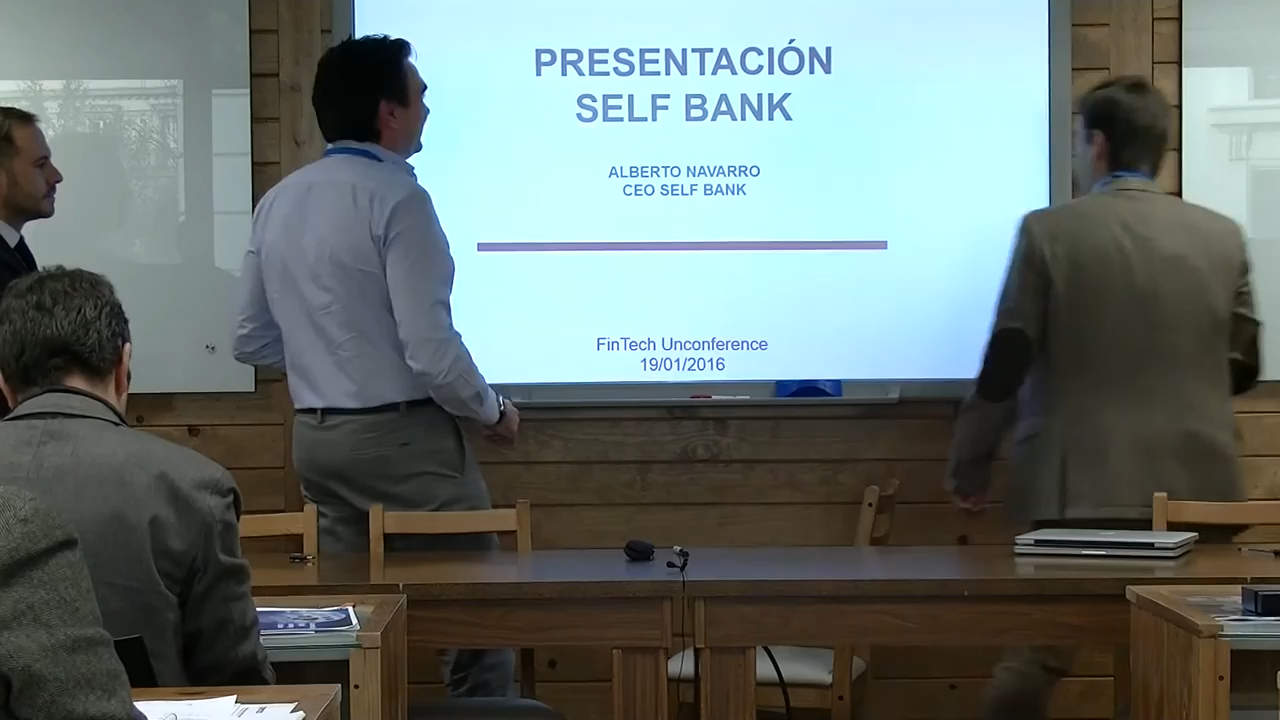 PRESENTACIÓN
SELF BANK
ALBERTO NAVARRO
CEO SELF BANK
FinTech Unconference
19/01/2016